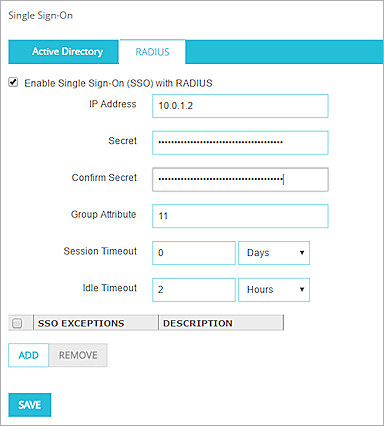 Single Sign-On
Active Directory RADIUS
Enable Single Sign-On (SSO) with RADIUS
IP Address 10.0.1.2
Secret ••••••••••••••••••••••••••••••••••••••
Confirm Secret ••••••••••••••••••••••••••••••••••••••
Group Attribute 11
Session Timeout 0 Days
Idle Timeout 2 Hours
SSO EXCEPTIONS DESCRIPTION
ADD REMOVE
SAVE